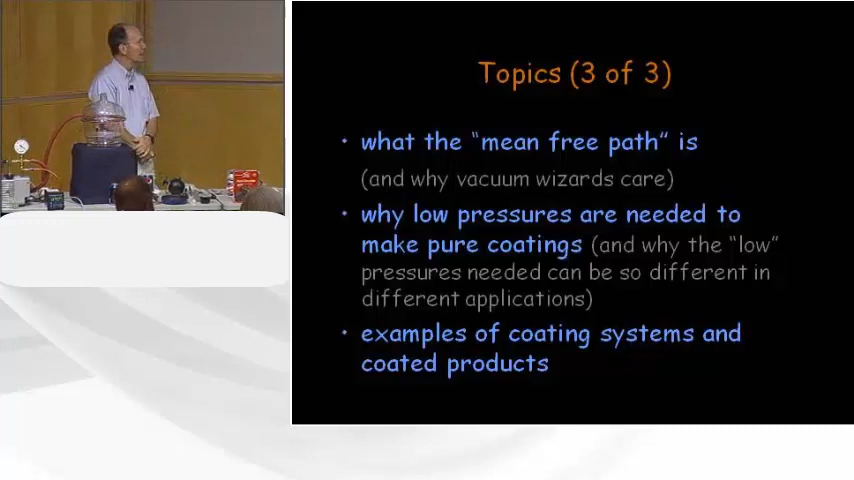 Topics (3 of 3)
• what the “mean free path” is
(and why vacuum wizards care)
• why low pressures are needed to
make pure coatings (and why the “low”
pressures needed can be so different in
different applications)
• examples of coating systems and
coated products